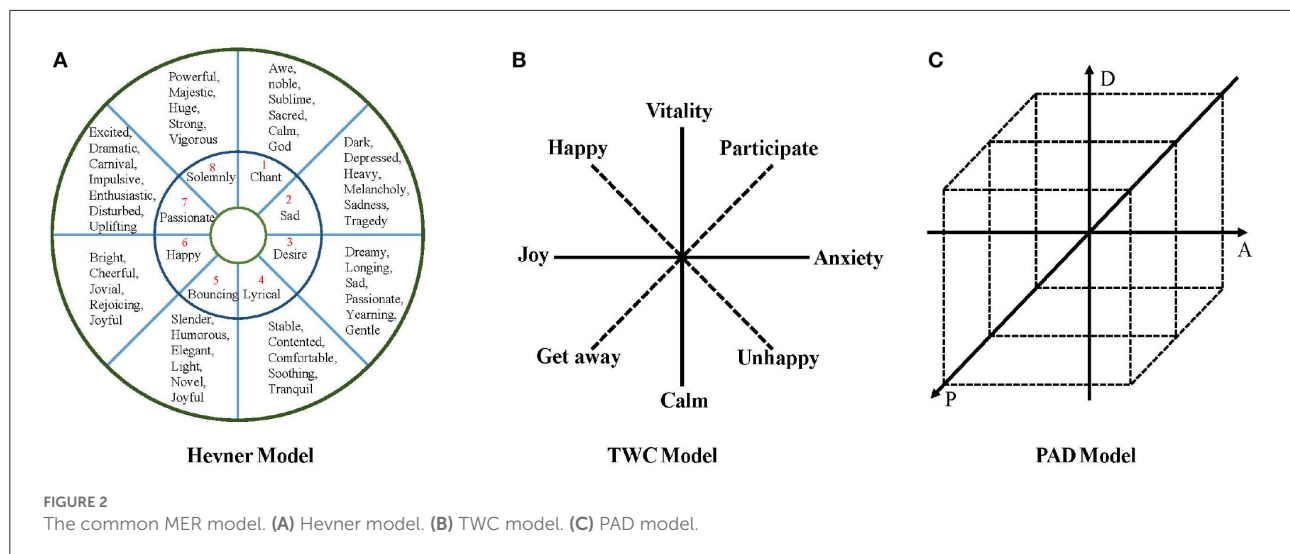 A
Powerful,
Majestic,
Huge,
Strong,
Vigorous
Awe,
noble,
Sublime,
Sacred,
Calm,
God
Excited,
Dramatic,
Carnival,
Impulsive,
Enthusiastic,
Disturbed,
Uplifting
Dark,
Depressed,
Heavy,
Melancholy,
Sadness,
Tragedy
8
Solemnly
1
Chant
7
Passionate
2
Sad
6
Happy
3
Desire
5
Bouncing
4
Lyrical
Bright,
Cheerful,
Jovial,
Rejoicing,
Joyful
Dreamy,
Longing,
Sad,
Passionate,
Yearning,
Gentle
Slender,
Humorous,
Elegant,
Light,
Novel,
Joyful
Stable,
Contented,
Comfortable,
Soothing,
Tranquil
Hevner Model
B
Vitality
Happy
Participate
Joy
Anxiety
Get away
Unhappy
Calm
TWC Model
C
D
A
P
PAD Model
FIGURE 2
The common MER model. (A) Hevner model. (B) TWC model. (C) PAD model.